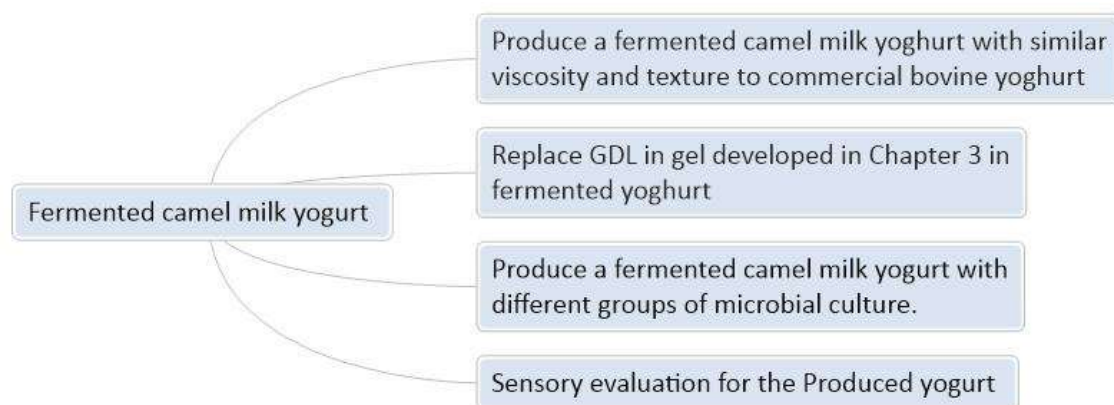 Produce a fermented camel milk yoghurt with similar
viscosity and texture to commercial bovine yoghurt
Replace GDL in gel developed in Chapter 3 in
fermented yoghurt
Fermented camel milk yogurt
Produce a fermented camel milk yogurt with
different groups of microbial culture.
Sensory evaluation for the Produced yogurt